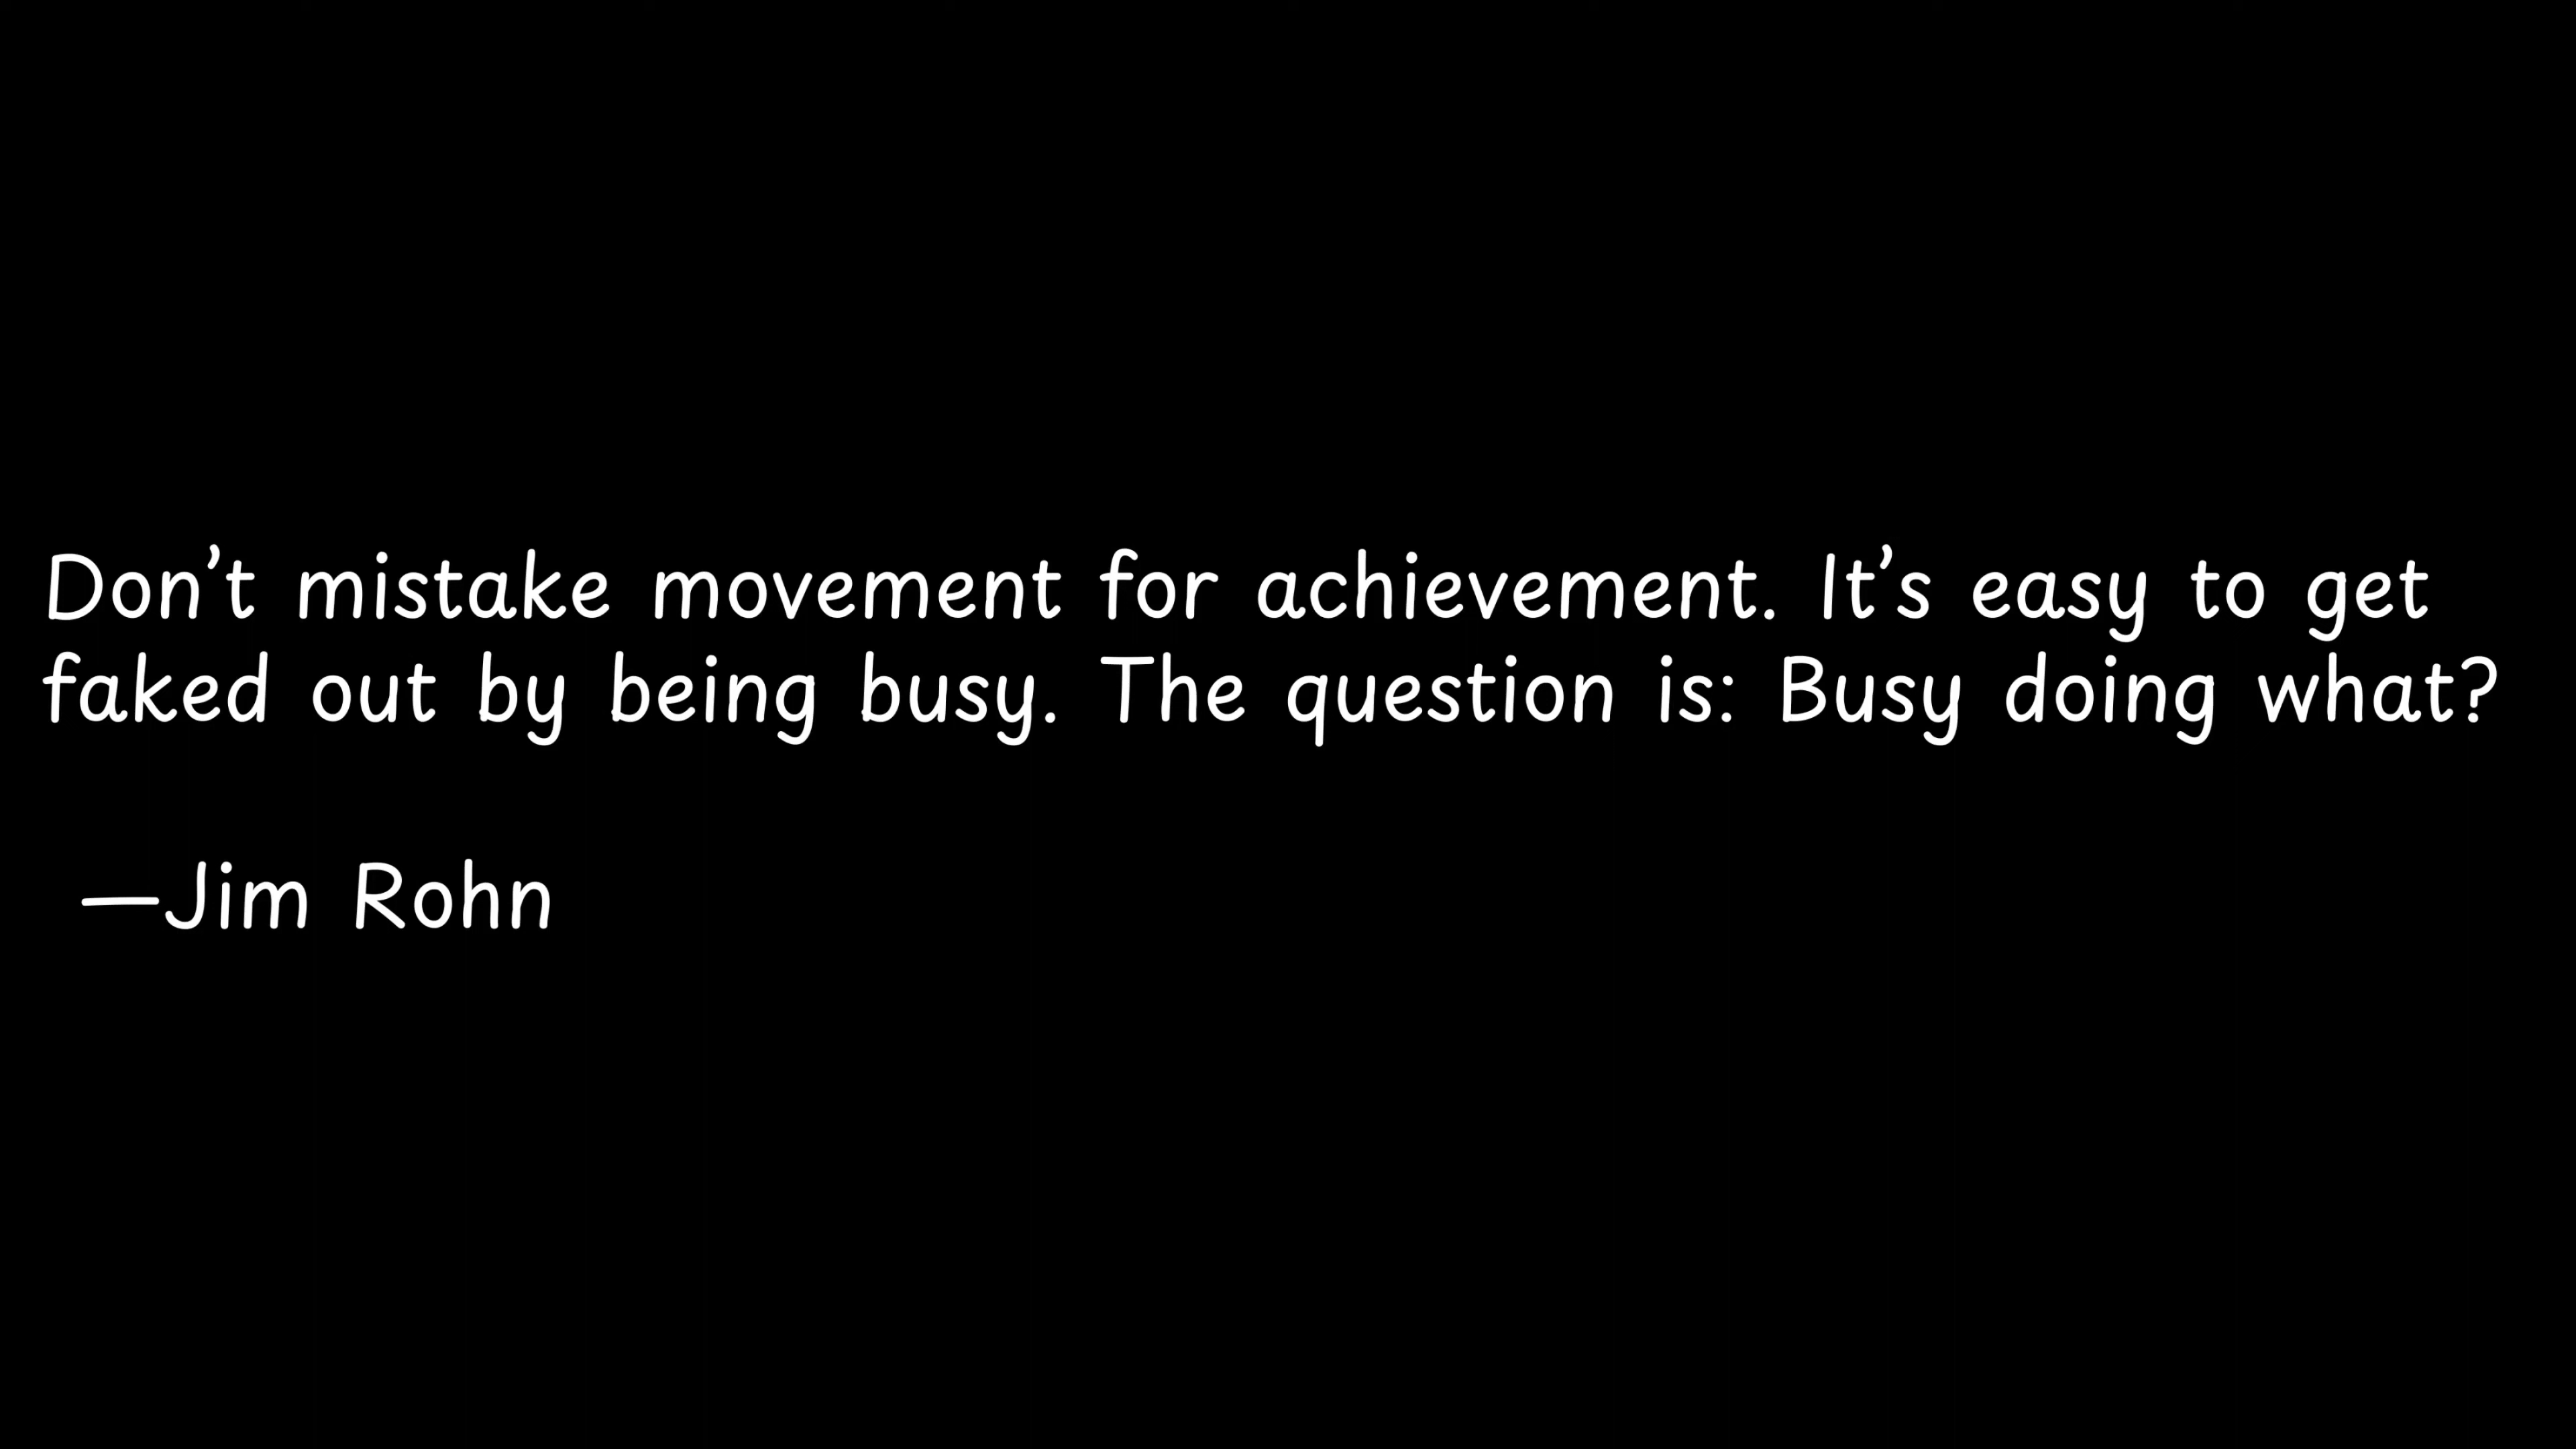 Don’t mistake movement for achievement. It’s easy to get
faked out by being busy. The question is: Busy doing what?
—Jim Rohn